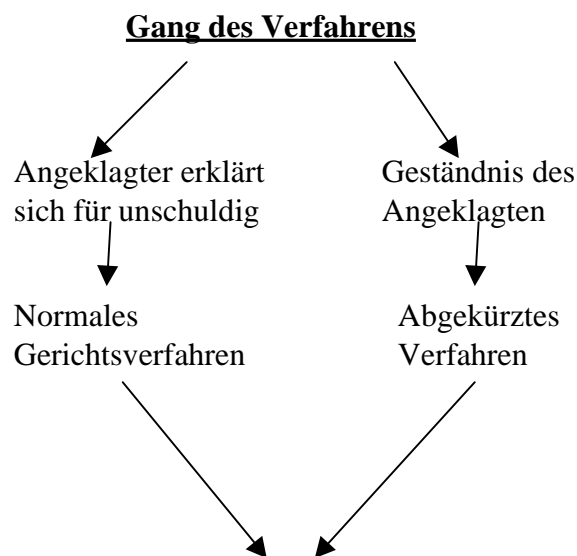 Gang des Verfahrens
Angeklagter erklärt
sich für unschuldig
Geständnis des
Angeklagten
Normales
Gerichtsverfahren
Abgekürztes
Verfahren